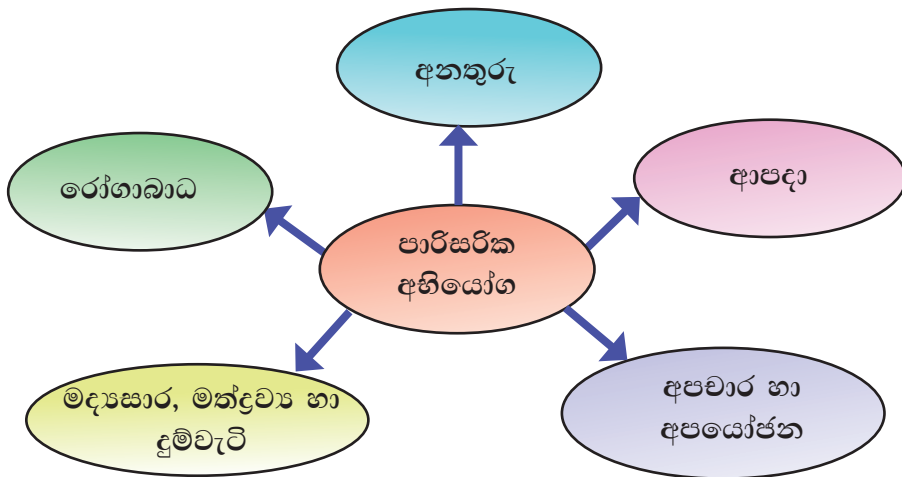 අනතුරු
රෝගාබාධ
ආපදා
පාරිසරික
අභියෝග
මද්‍යසාර, මත්ද්‍රව්‍ය හා
දුම්වැටි
අපචාර හා
අපයෝජන